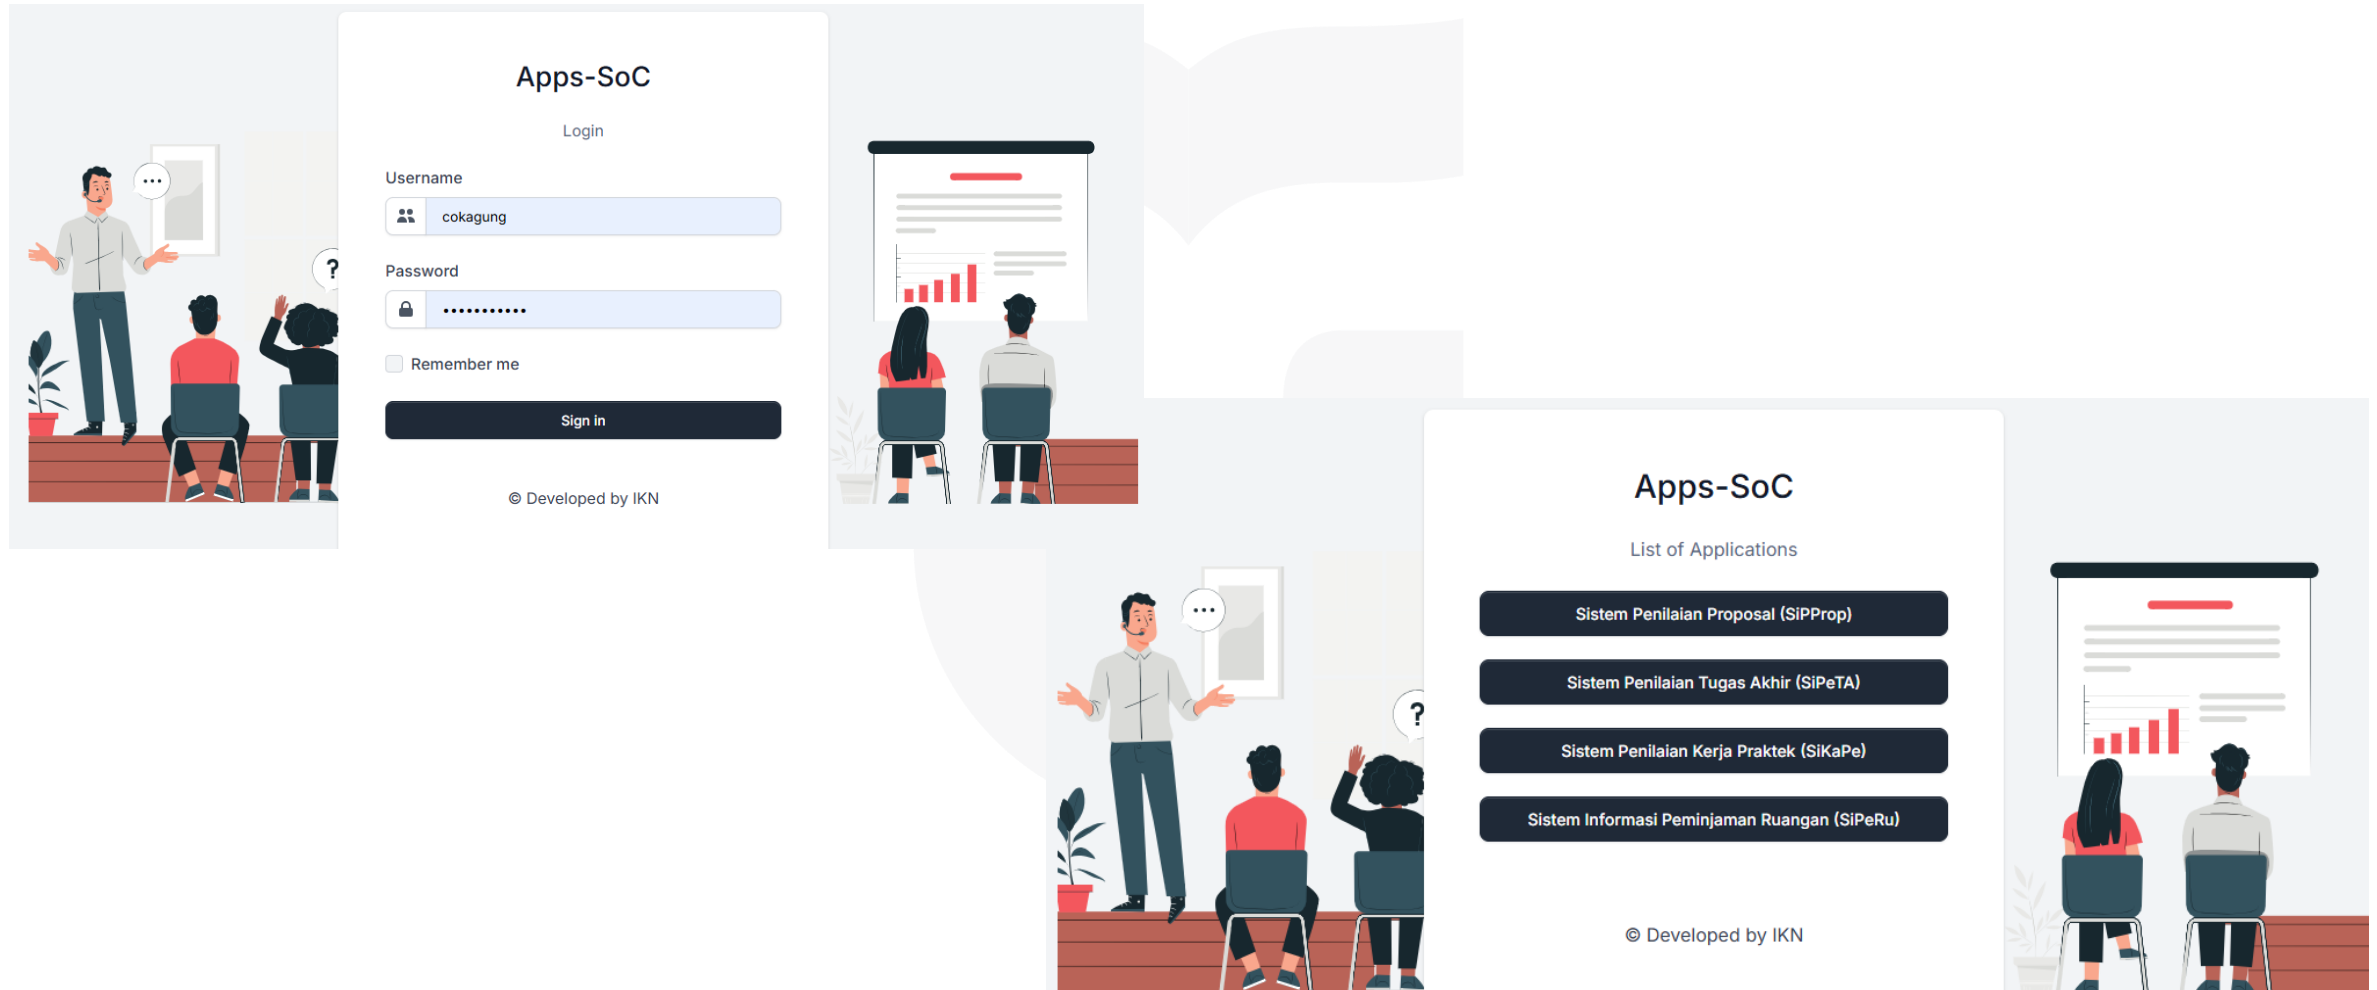 Apps-SoC
Login
Username
cokagung
Password
•••••••••••
Remember me
Sign in
© Developed by IKN
?
Apps-SoC
List of Applications
Sistem Penilaian Proposal (SiPProp)
Sistem Penilaian Tugas Akhir (SiPeTA)
Sistem Penilaian Kerja Praktek (SiKaPe)
Sistem Informasi Peminjaman Ruangan (SiPeRu)
© Developed by IKN
?